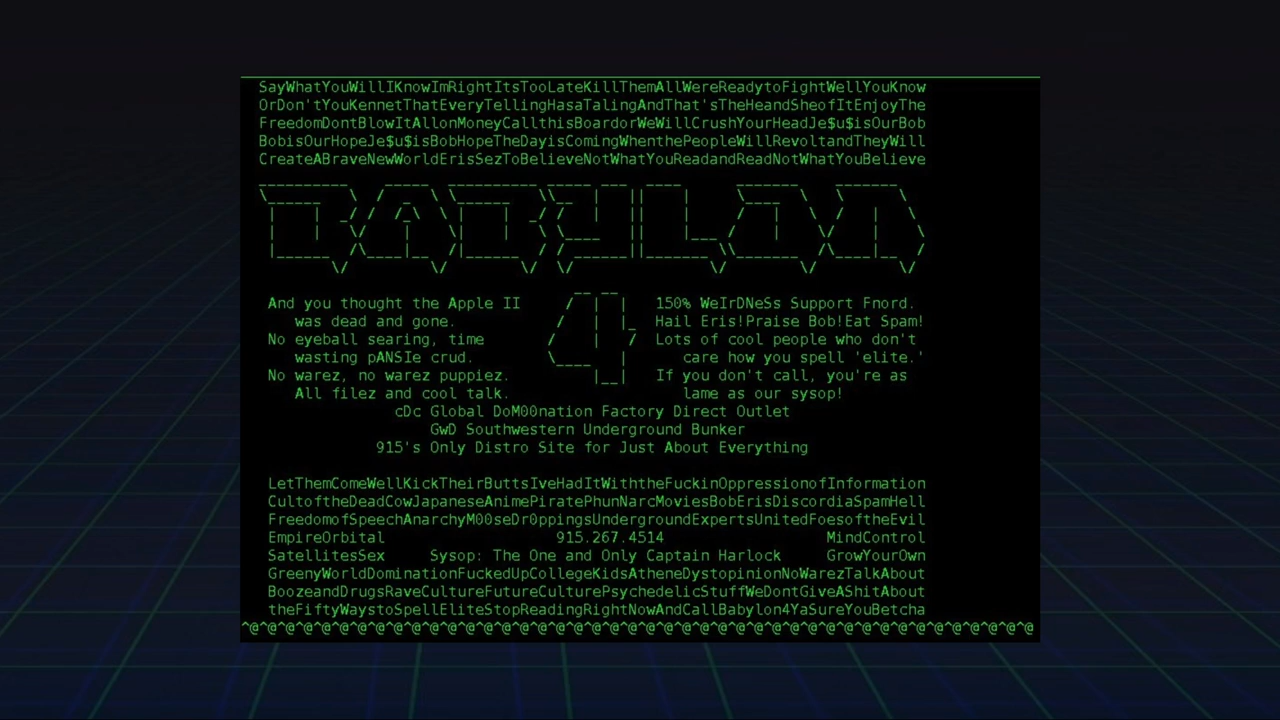 SayWhatYouWillIKnowImRightItsTooLateKillThemAllWereReadytoFightWellYouKnow
OrDon'tYouKennetThatEveryTellingHasaTalingAndThat'sTheHeandSheofItEnjoyThe
FreedomDontBlowItAllonMoneyCallthisBoardorWeWillCrushYourHeadJe$u$isOurBob
BobisOurHopeJe$u$isBobHopeTheDayisComingWhenthePeopleWillRevoltandTheyWill
CreateABraveNewWorldErisSezToBelieveNotWhatYouReadandReadNotWhatYouBelieve
BABYLON
4
And you thought the Apple II
was dead and gone.
No eyeball searing, time
wasting pANSIe crud.
No warez, no warez puppiez.
All filez and cool talk.
150% WeIrDNeSs Support Fnord.
Hail Eris!Praise Bob!Eat Spam!
Lots of cool people who don't
care how you spell 'elite.'
If you don't call, you're as
lame as our sysop!
cDc Global DoM00nation Factory Direct Outlet
GwD Southwestern Underground Bunker
915's Only Distro Site for Just About Everything
LetThemComeWellKickTheirButtsIveHadItWiththeFuckinOppressionofInformation
CultoftheDeadCowJapaneseAnimePiratePhunNarcMoviesBobErisDiscordiaSpamHell
FreedomofSpeechAnarchyM00seDr0ppingsUndergroundExpertsUnitedFoesoftheEvil
EmpireOrbital 915.267.4514 MindControl
SatellitesSex Sysop: The One and Only Captain Harlock GrowYourOwn
GreenyWorldDominationFuckedUpCollegeKidsAtheneDystopinionNoWarezTalkAbout
BoozeandDrugsRaveCultureFutureCulturePsychedelicStuffWeDontGiveAShitAbout
theFiftyWaystoSpellEliteStopReadingRightNowAndCallBabylon4YaSureYouBetcha
^@^@^@^@^@^@^@^@^@^@^@^@^@^@^@^@^@^@^@^@^@^@^@^@^@^@^@^@^@^@^@^@^@^@^@^@^@^@^@^@^@^@^@^@